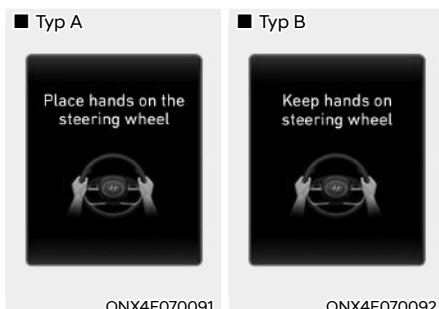 ■ Typ A
Place hands on the
steering wheel
ONX4E070091
■ Typ B
Keep hands on
steering wheel
ONX4E070092